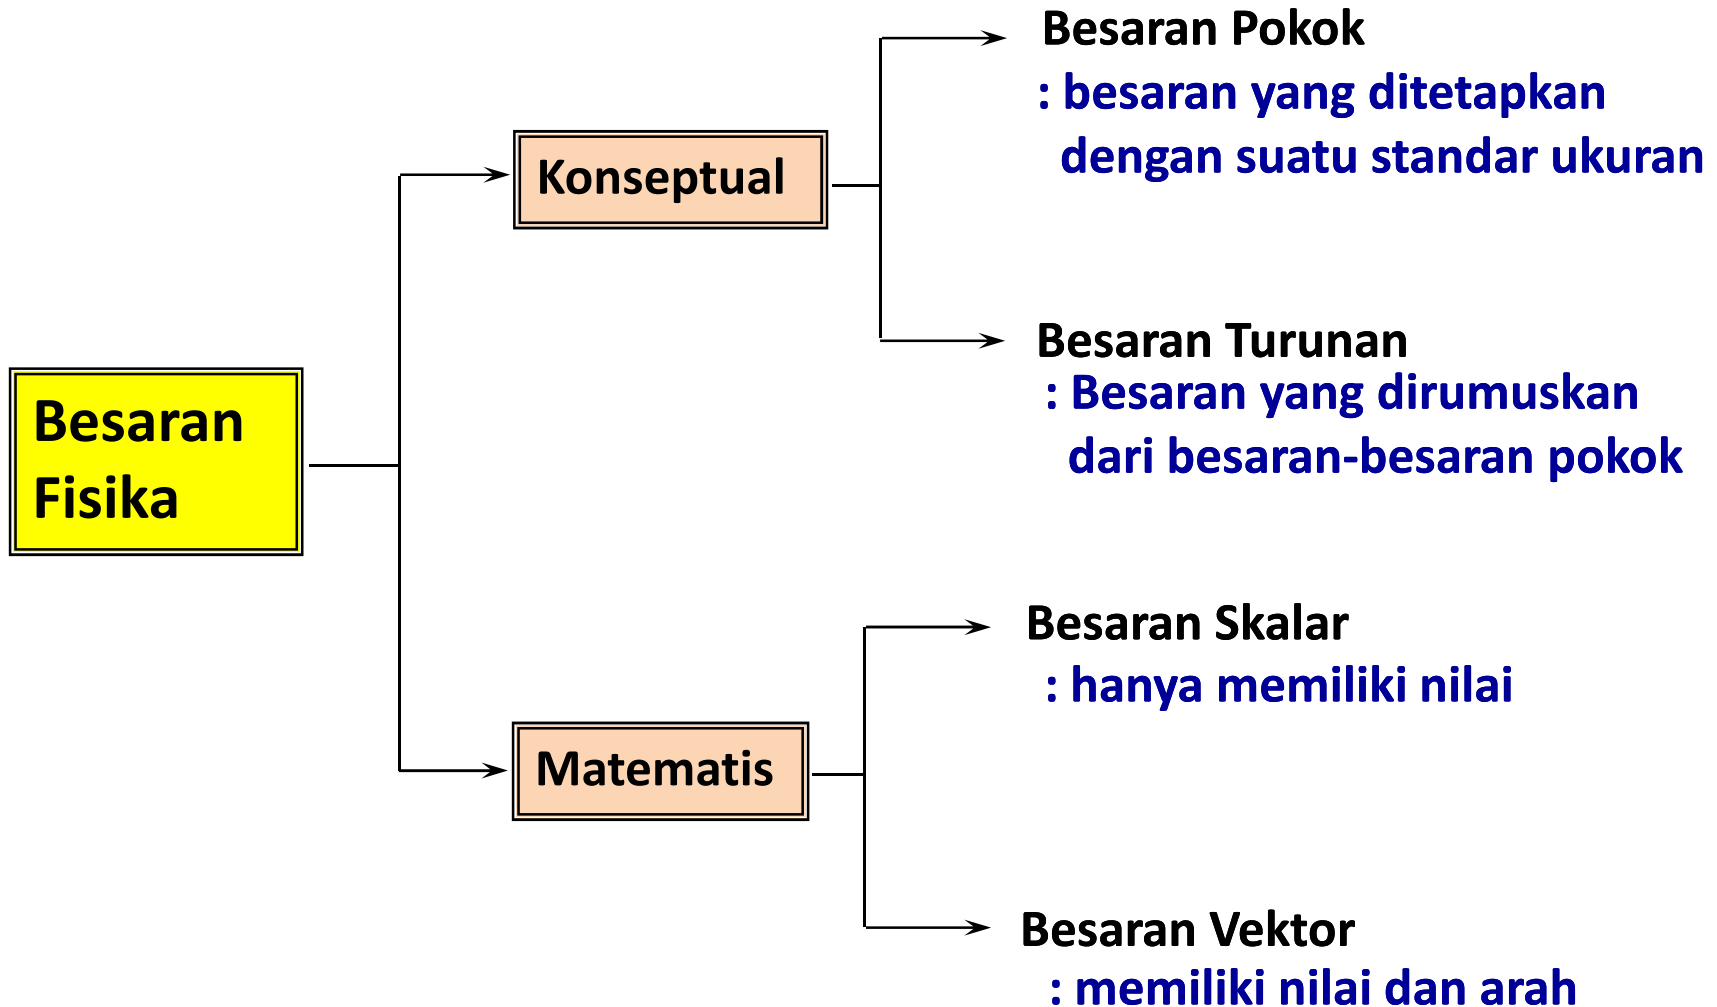 Besaran
Fisika
Konseptual
Besaran Pokok
: besaran yang ditetapkan
dengan suatu standar ukuran
Besaran Turunan
: Besaran yang dirumuskan
dari besaran-besaran pokok
Matematis
Besaran Skalar
: hanya memiliki nilai
Besaran Vektor
: memiliki nilai dan arah